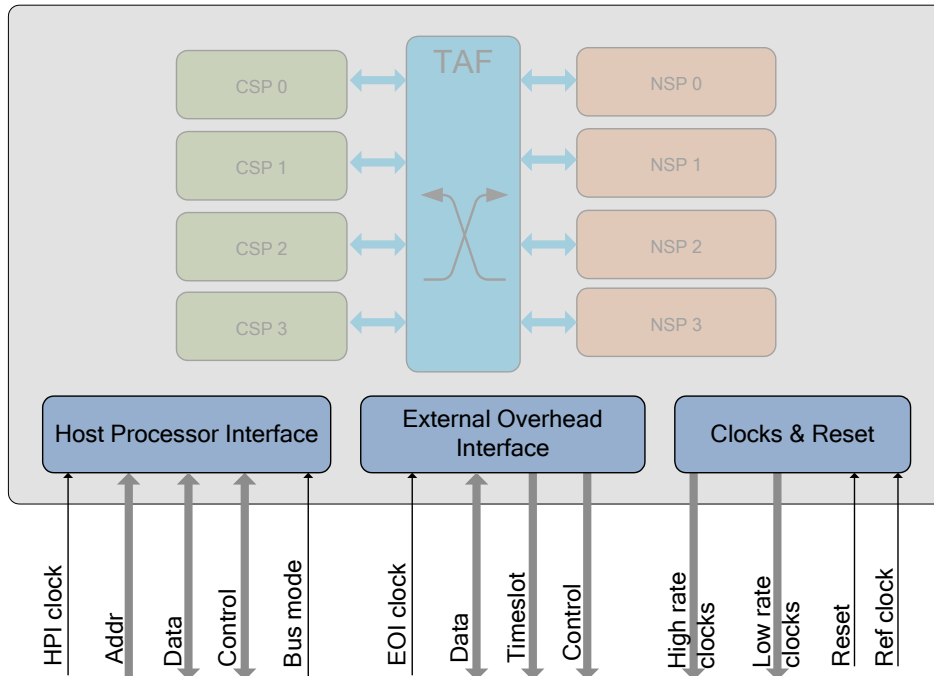 TAF
CSP 0
NSP 0
CSP 1
NSP 1
CSP 2
NSP 2
CSP 3
NSP 3
Host Processor Interface
External Overhead
Interface
Clocks & Reset
HPI clock
Addr
Data
Control
Bus mode
EOI clock
Data
Timeslot
Control
High rate
clocks
Low rate
clocks
Reset
Ref clock